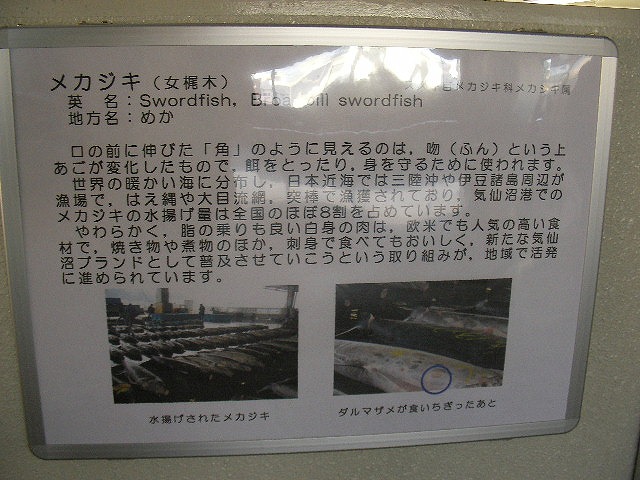 メカジキ（女梶木）
メカジキ科メカジキ属
英　名：Swordfish, Broadbill swordfish
地方名：めか
口の前に伸びた「角」のように見えるのは，吻（ふん）という上
あごが変化したもので，餌をとったり，身を守るために使われます。
世界の暖かい海に分布し，日本近海では三陸沖や伊豆諸島周辺が
漁場で，はえ縄や大目流網，突棒で漁獲されており，気仙沼港での
メカジキの水揚げ量は全国のほぼ8割を占めています。
やわらかく，脂の乗りも良い白身の肉は，欧米でも人気の高い食
材で，焼き物や煮物のほか，刺身で食べてもおいしく，新たな気仙
沼ブランドとして普及させていこうという取り組みが，地域で活発
に進められています。
水揚げされたメカジキ
ダルマザメが食いちぎったあと